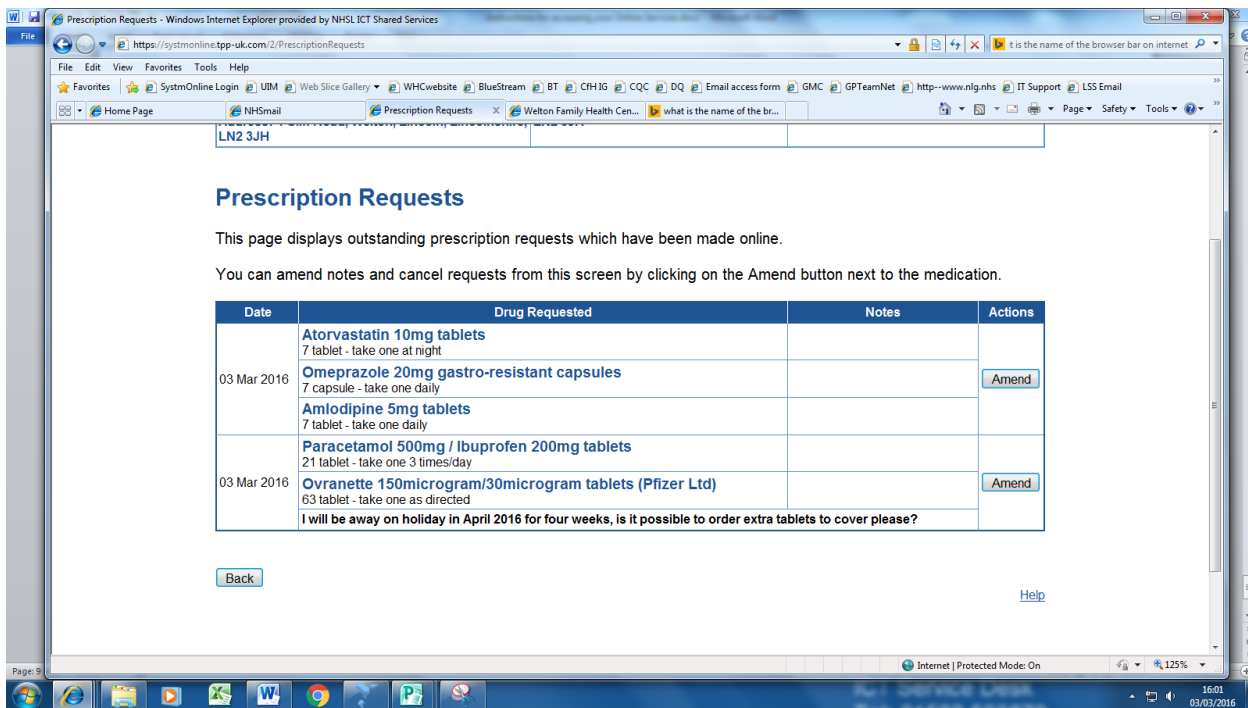 Prescription Requests - Windows Internet Explorer provided by NHSL ICT Shared Services
File
https://systmonline.tpp-uk.com/2/PrescriptionRequests
t is the name of the browser bar on internet
File Edit View Favorites Tools Help
Favorites SystmOnline Login UIM Web Slice Gallery WHCwebsite BlueStream BT CfH IG CQC DQ Email access form GMC GPTeamNet http--www.nlg.nhs IT Support LSS Email
Home Page NHSmail Prescription Requests X Welton Family Health Cen... what is the name of the br... Page Safety Tools
LN2 3JH
Prescription Requests
This page displays outstanding prescription requests which have been made online.
You can amend notes and cancel requests from this screen by clicking on the Amend button next to the medication.
Date Drug Requested Notes Actions
Atorvastatin 10mg tablets
7 tablet - take one at night
03 Mar 2016 Omeprazole 20mg gastro-resistant capsules Amend
7 capsule - take one daily
Amlodipine 5mg tablets
7 tablet - take one daily
Paracetamol 500mg / Ibuprofen 200mg tablets
21 tablet - take one 3 times/day
03 Mar 2016 Ovranette 150microgram/30microgram tablets (Pfizer Ltd) Amend
63 tablet - take one as directed
I will be away on holiday in April 2016 for four weeks, is it possible to order extra tablets to cover please?
Back
Help
Internet | Protected Mode: On 125%
Page: 9
16:01
03/03/2016